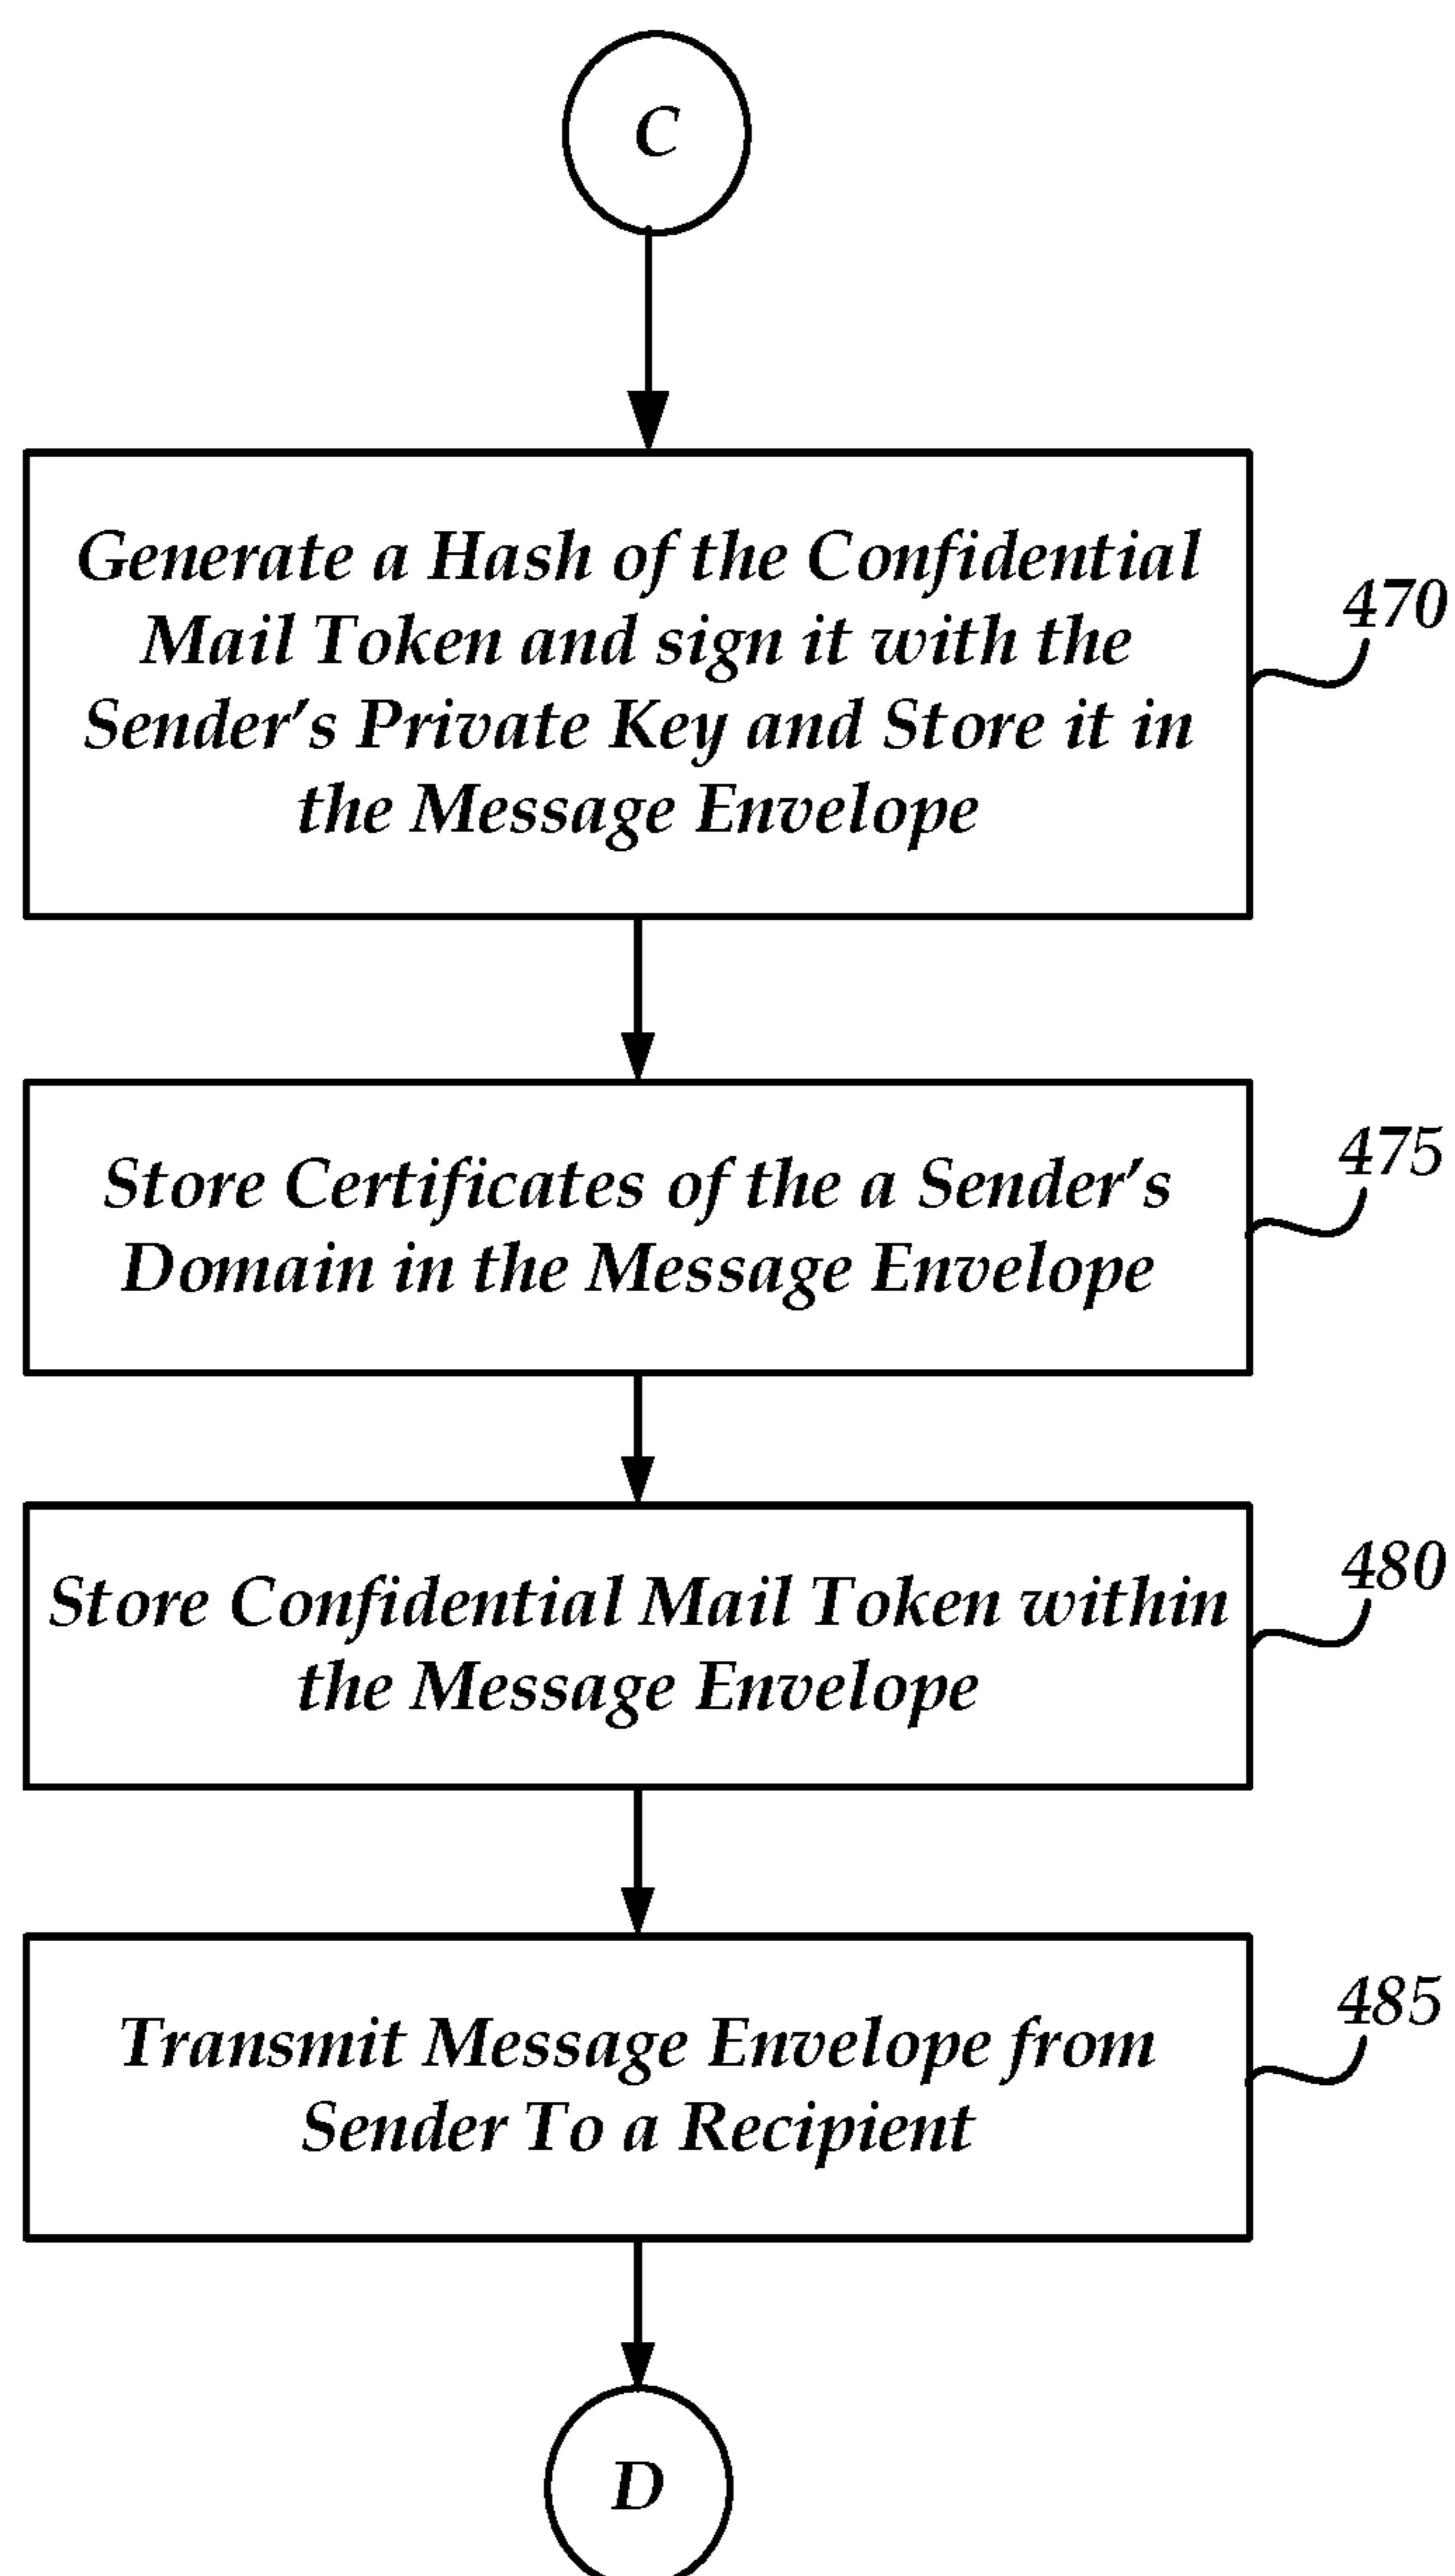 C
Generate a Hash of the Confidential
Mail Token and sign it with the
Sender's Private Key and Store it in
the Message Envelope
470
Store Certificates of the a Sender's
Domain in the Message Envelope
475
Store Confidential Mail Token within
the Message Envelope
480
Transmit Message Envelope from
Sender To a Recipient
485
D